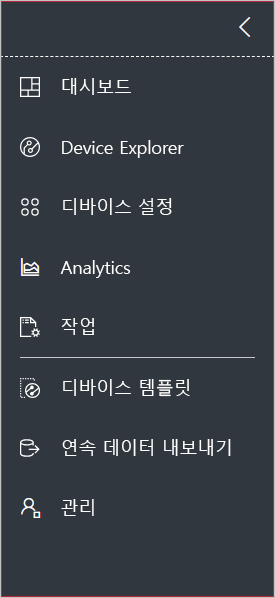 대시보드
Device Explorer
디바이스 설정
Analytics
작업
디바이스 템플릿
연속 데이터 내보내기
관리